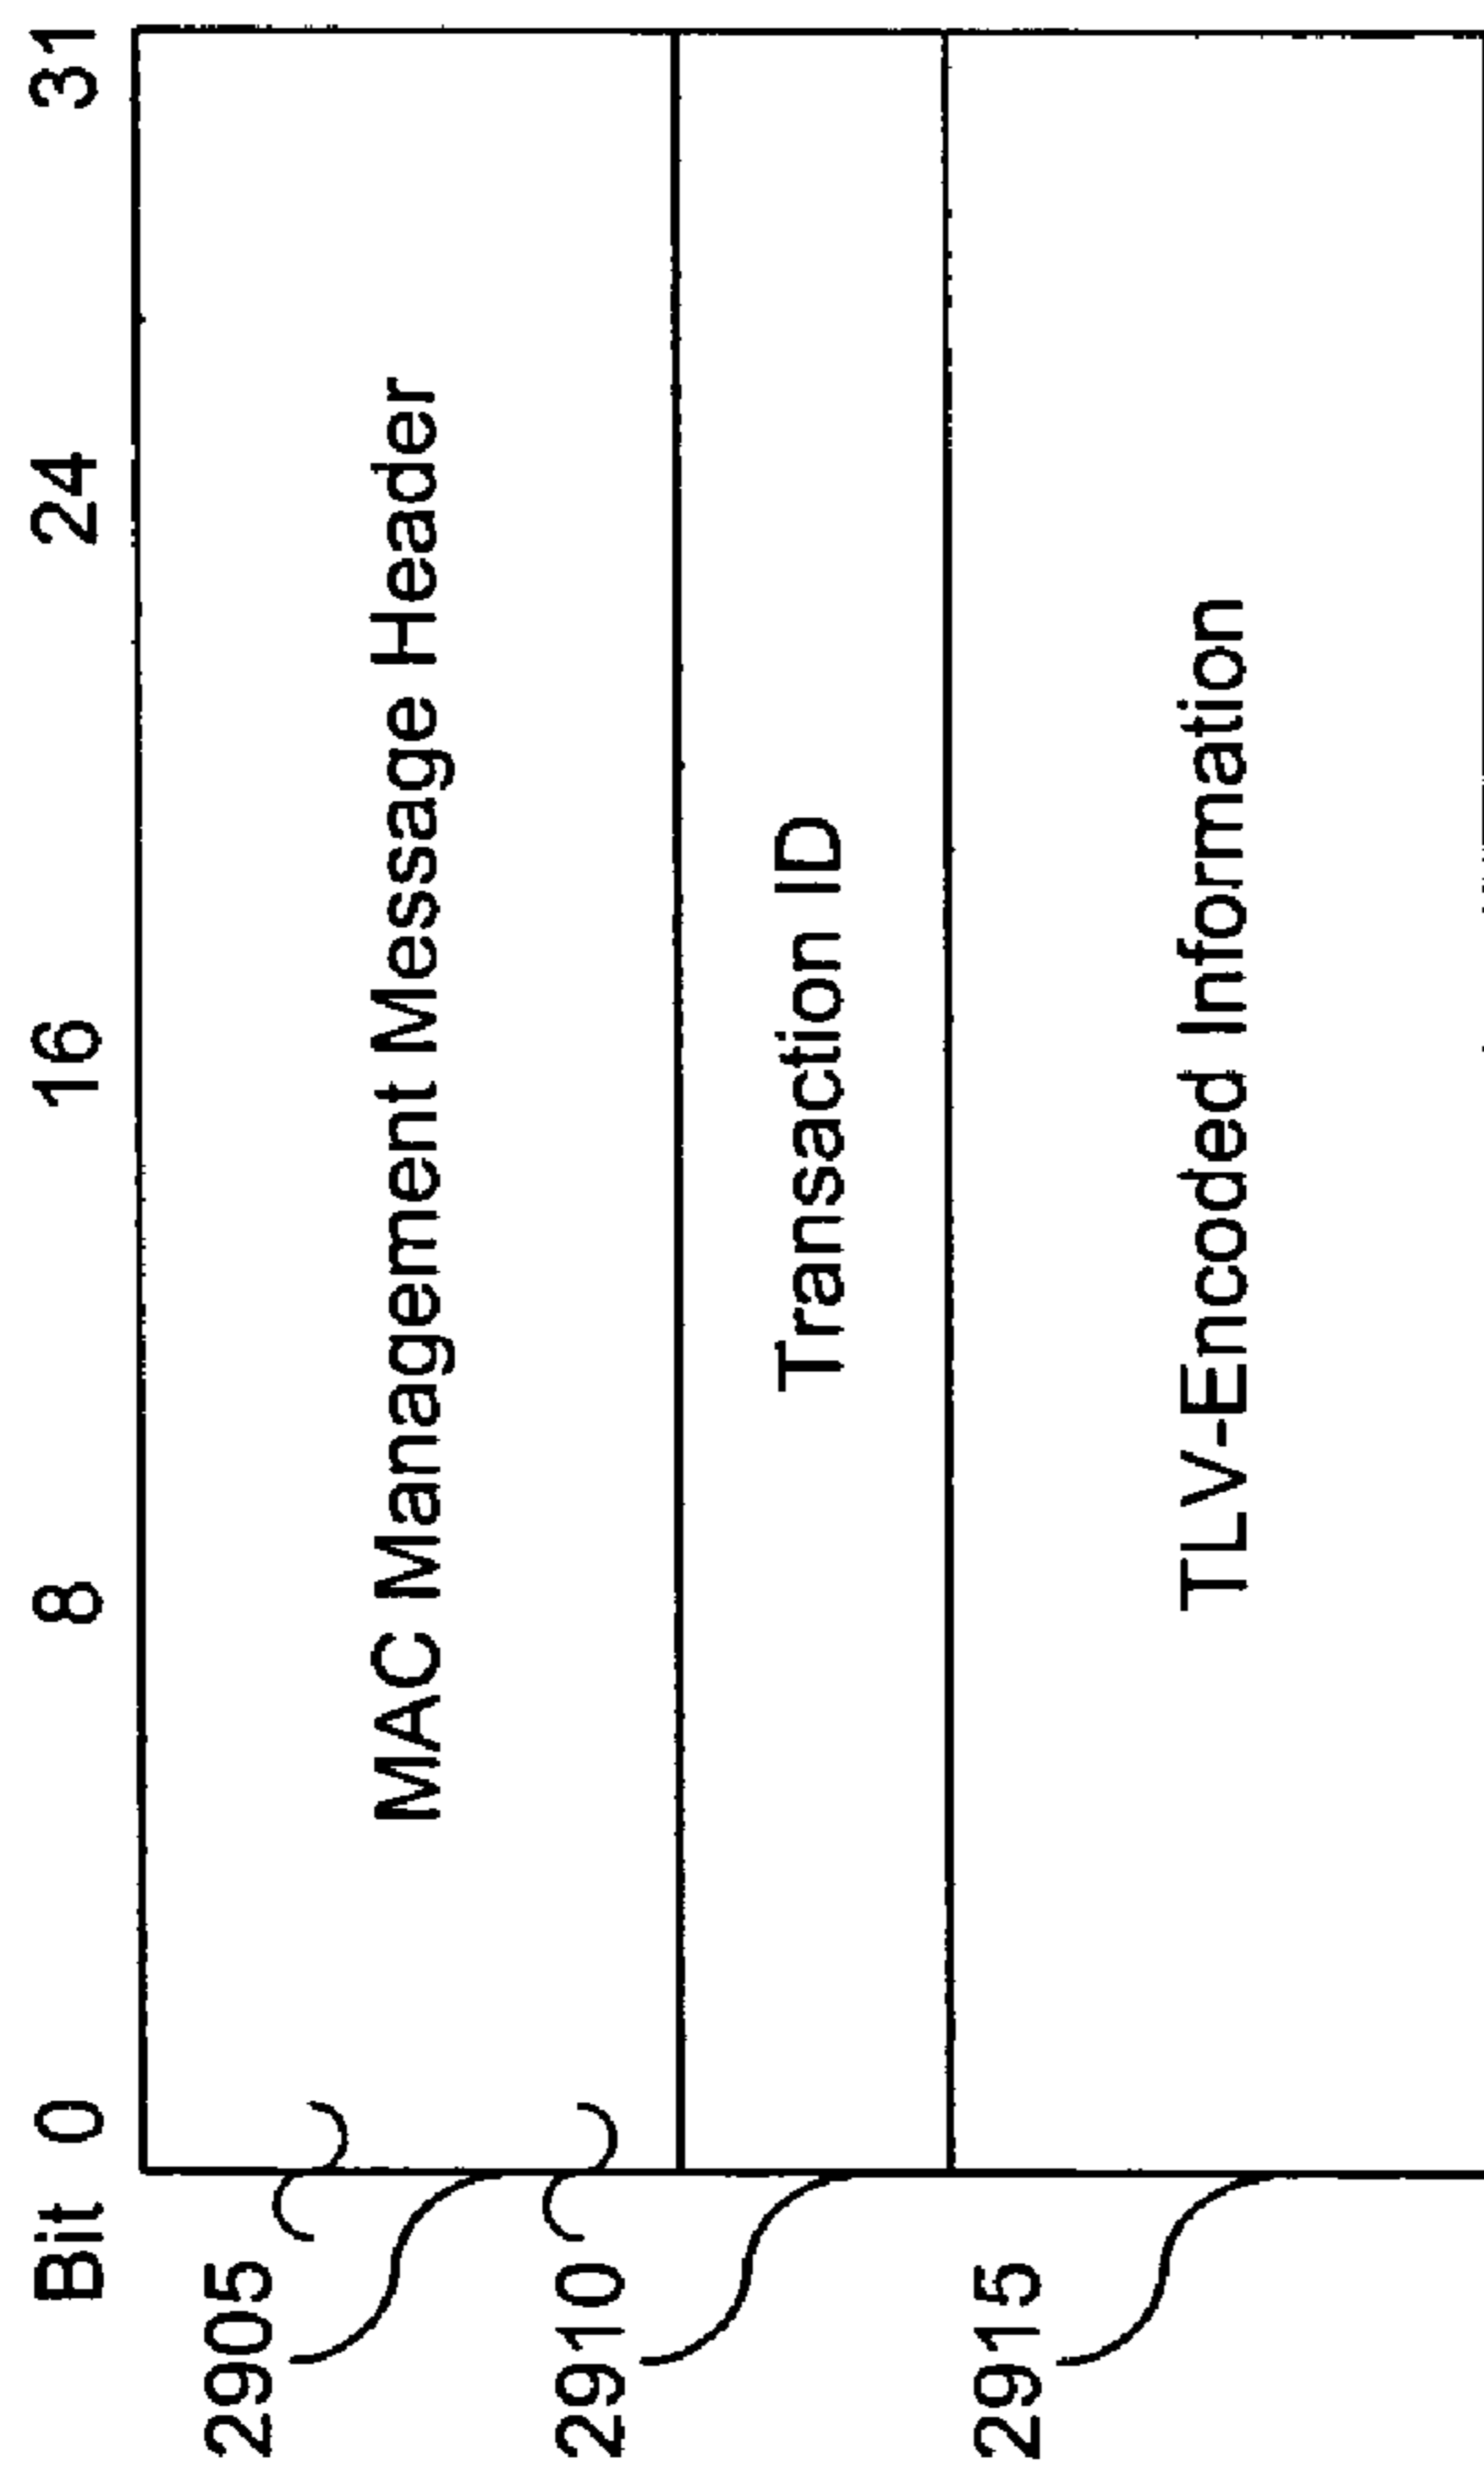 Bit 0 8 16 24 31
2905 MAC Management Message Header
2910 Transaction ID
2915 TLV-Encoded Information